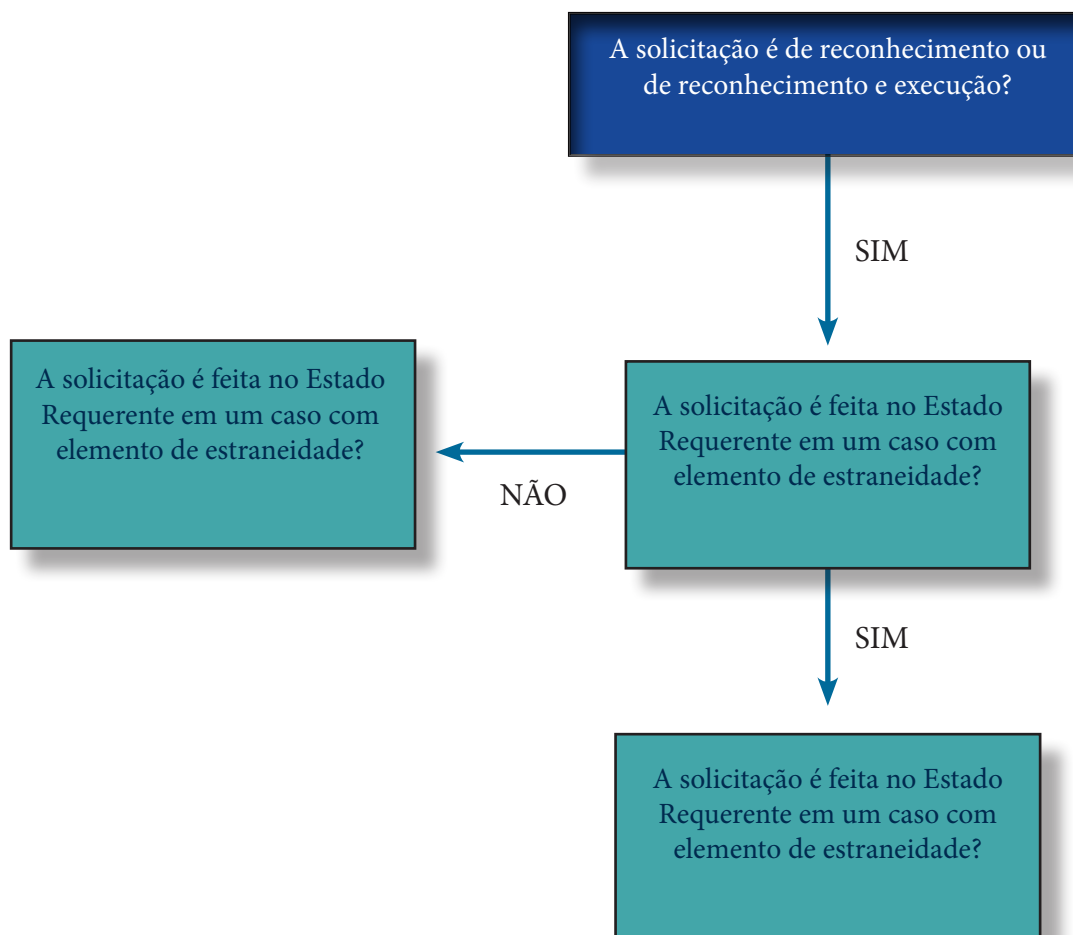 A solicitação é de reconhecimento ou
de reconhecimento e execução?
SIM
A solicitação é feita no Estado
Requerente em um caso com
elemento de estraneidade?
NÃO
A solicitação é feita no Estado
Requerente em um caso com
elemento de estraneidade?
SIM
A solicitação é feita no Estado
Requerente em um caso com
elemento de estraneidade?